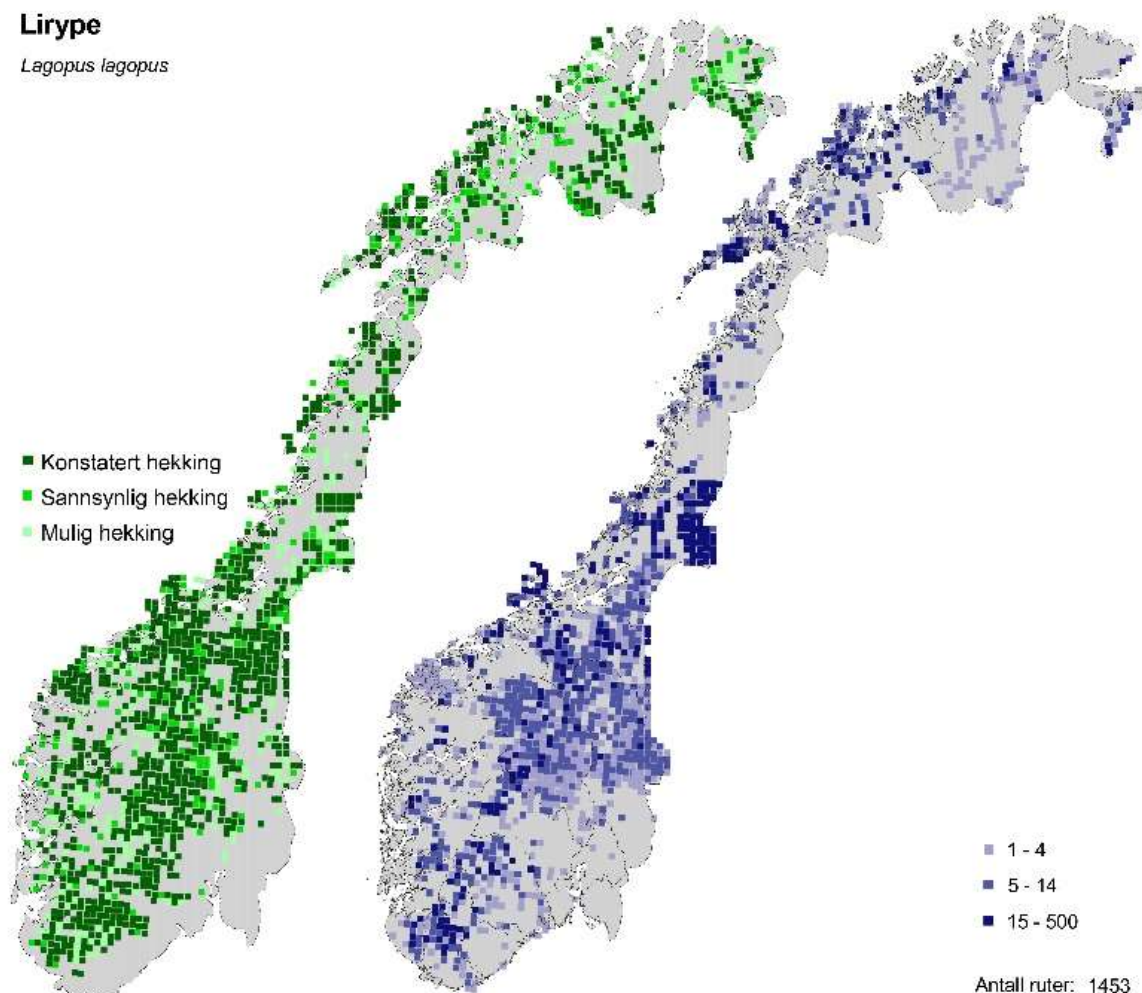 Lirype
Lagopus lagopus
Konstatert hekking
Sannsynlig hekking
Mulig hekking
1 - 4
5 - 14
15 - 500
Antall ruter: 1453